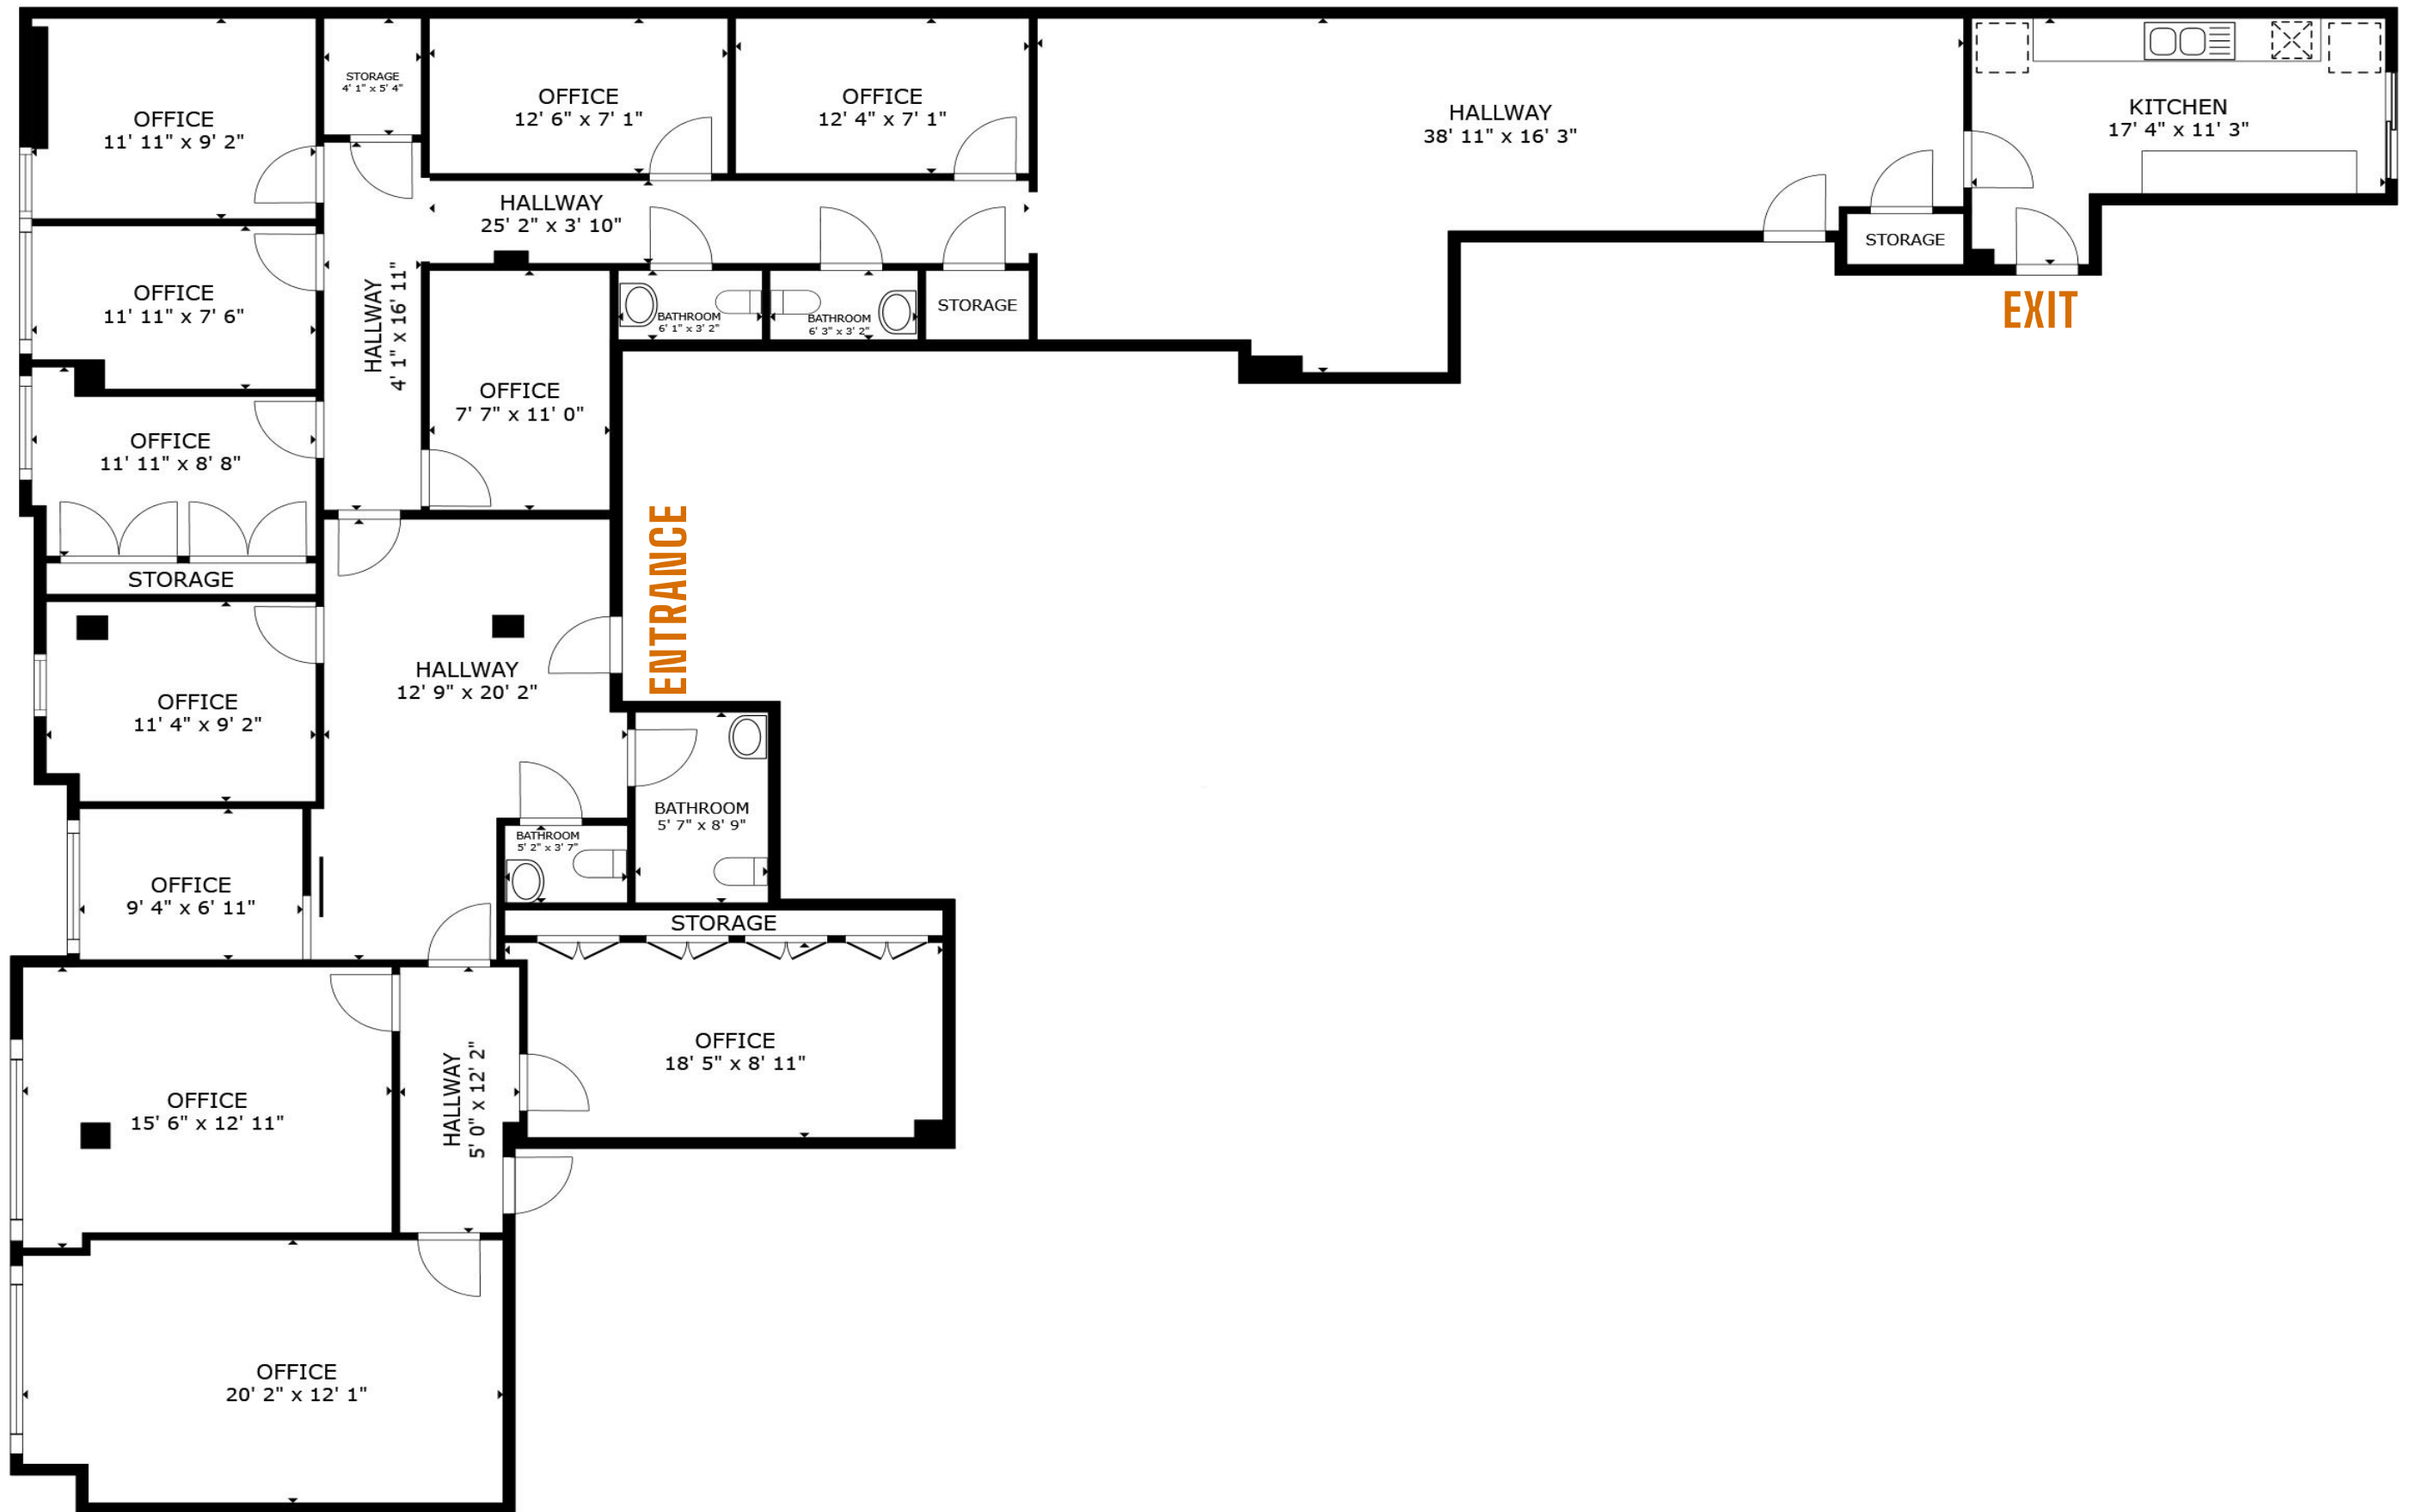 STORAGE
4' 1" x 5' 4"
OFFICE
11' 11" x 9' 2"
OFFICE
12' 6" x 7' 1"
OFFICE
12' 4" x 7' 1"
HALLWAY
38' 11" x 16' 3"
KITCHEN
17' 4" x 11' 3"
HALLWAY
25' 2" x 3' 10"
STORAGE
EXIT
OFFICE
11' 11" x 7' 6"
HALLWAY
4' 1" x 16' 11"
BATHROOM
6' 1" x 3' 2"
BATHROOM
6' 3" x 3' 2"
STORAGE
OFFICE
7' 7" x 11' 0"
OFFICE
11' 11" x 8' 8"
STORAGE
ENTRANCE
HALLWAY
12' 9" x 20' 2"
OFFICE
11' 4" x 9' 2"
BATHROOM
5' 7" x 8' 9"
BATHROOM
5' 2" x 3' 7"
OFFICE
9' 4" x 6' 11"
STORAGE
OFFICE
18' 5" x 8' 11"
HALLWAY
5' 0" x 12' 2"
OFFICE
15' 6" x 12' 11"
OFFICE
20' 2" x 12' 1"